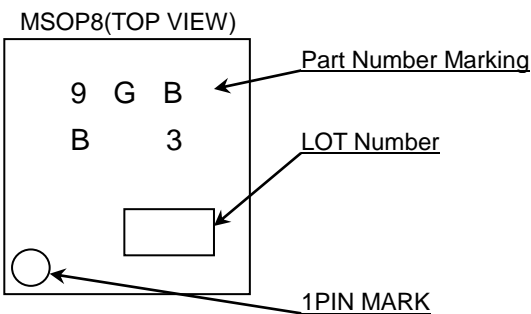 MSOP8(TOP VIEW)
Part Number Marking
9 G B
B 3
LOT Number
1PIN MARK